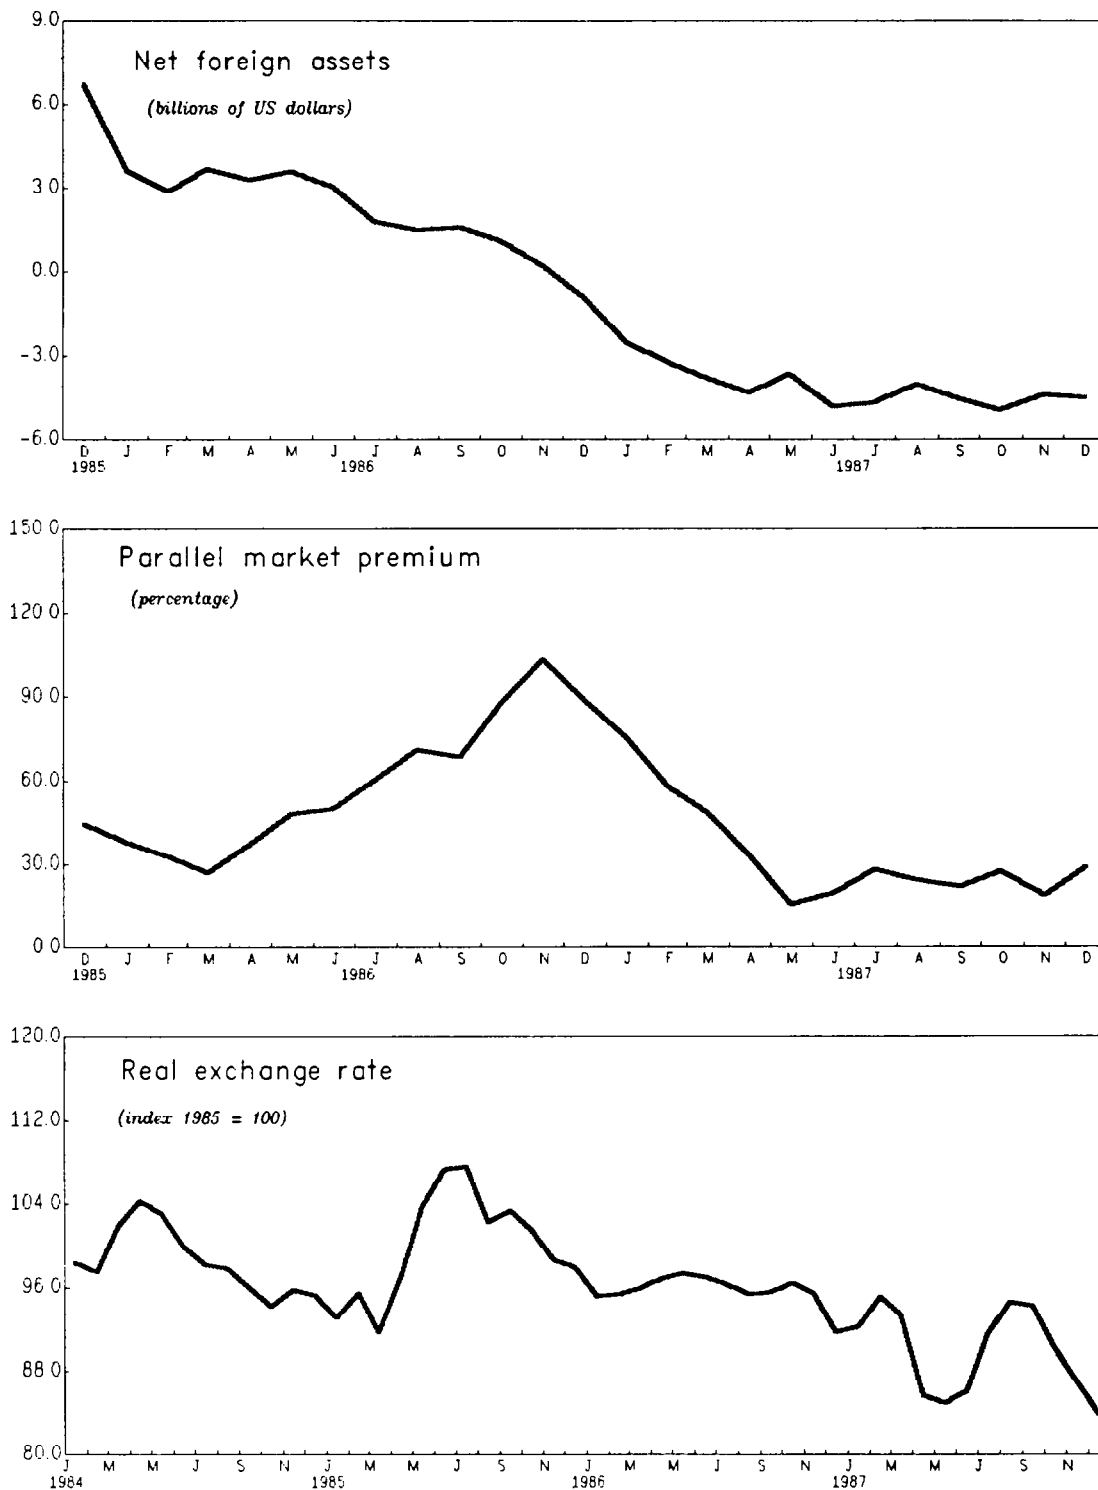 9.0
Net foreign assets
(billions of US dollars)
6.0
3.0
0.0
-3.0
-6.0
D J F M A M J J A S O N D J F M A M J J A S O N D
1985 1986 1987
150.0
Parallel market premium
(percentage)
120.0
90.0
60.0
30.0
0.0
D J F M A M J J A S O N D J F M A M J J A S O N D
1985 1986 1987
120.0
Real exchange rate
(index 1985 = 100)
112.0
104.0
96.0
88.0
80.0
J M M J S N J M M J S N J M M J S N J M M J S N
1984 1985 1986 1987